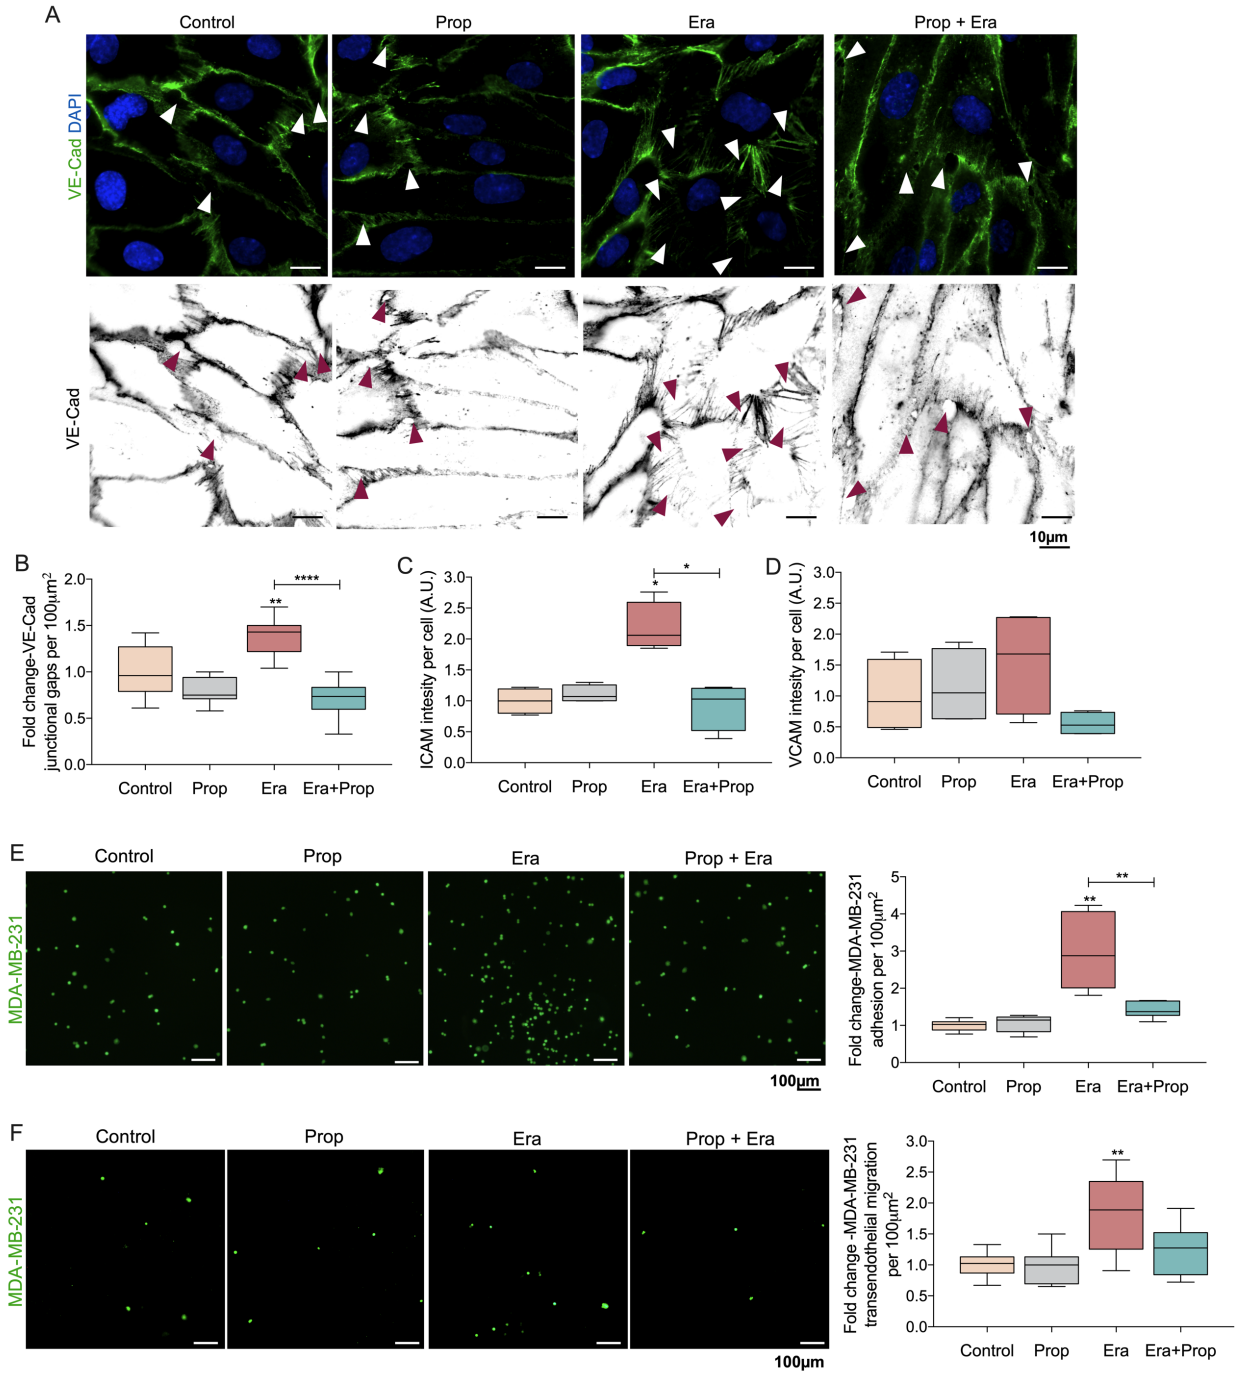 A
Control
Prop
Era
Prop + Era
VE-Cad DAPI
VE-Cad
10µm
B
Fold change-VE-Cad
junctional gaps per 100µm2
2.0
1.5
1.0
0.5
0.0
**
****
Control
Prop
Era
Era+Prop
C
ICAM intesity per cell (A.U.)
3.0
2.5
2.0
1.5
1.0
0.5
0.0
*
*
Control
Prop
Era
Era+Prop
D
VCAM intesity per cell (A.U.)
3.0
2.5
2.0
1.5
1.0
0.5
0.0
Control
Prop
Era
Era+Prop
E
Control
Prop
Era
Prop + Era
MDA-MB-231
100µm
Fold change-MDA-MB-231
adhesion per 100µm2
5
4
3
2
1
0
**
**
Control
Prop
Era
Era+Prop
F
Control
Prop
Era
Prop + Era
MDA-MB-231
100µm
Fold change -MDA-MB-231
transendothelial migration
per 100µm2
3.0
2.5
2.0
1.5
1.0
0.5
0.0
**
Control
Prop
Era
Era+Prop